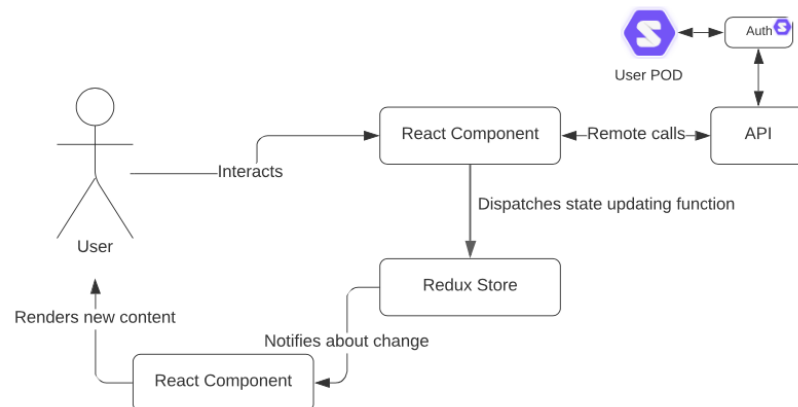 Auth
User POD
React Component
Remote calls
API
Interacts
Dispatches state updating function
User
Redux Store
Renders new content
Notifies about change
React Component